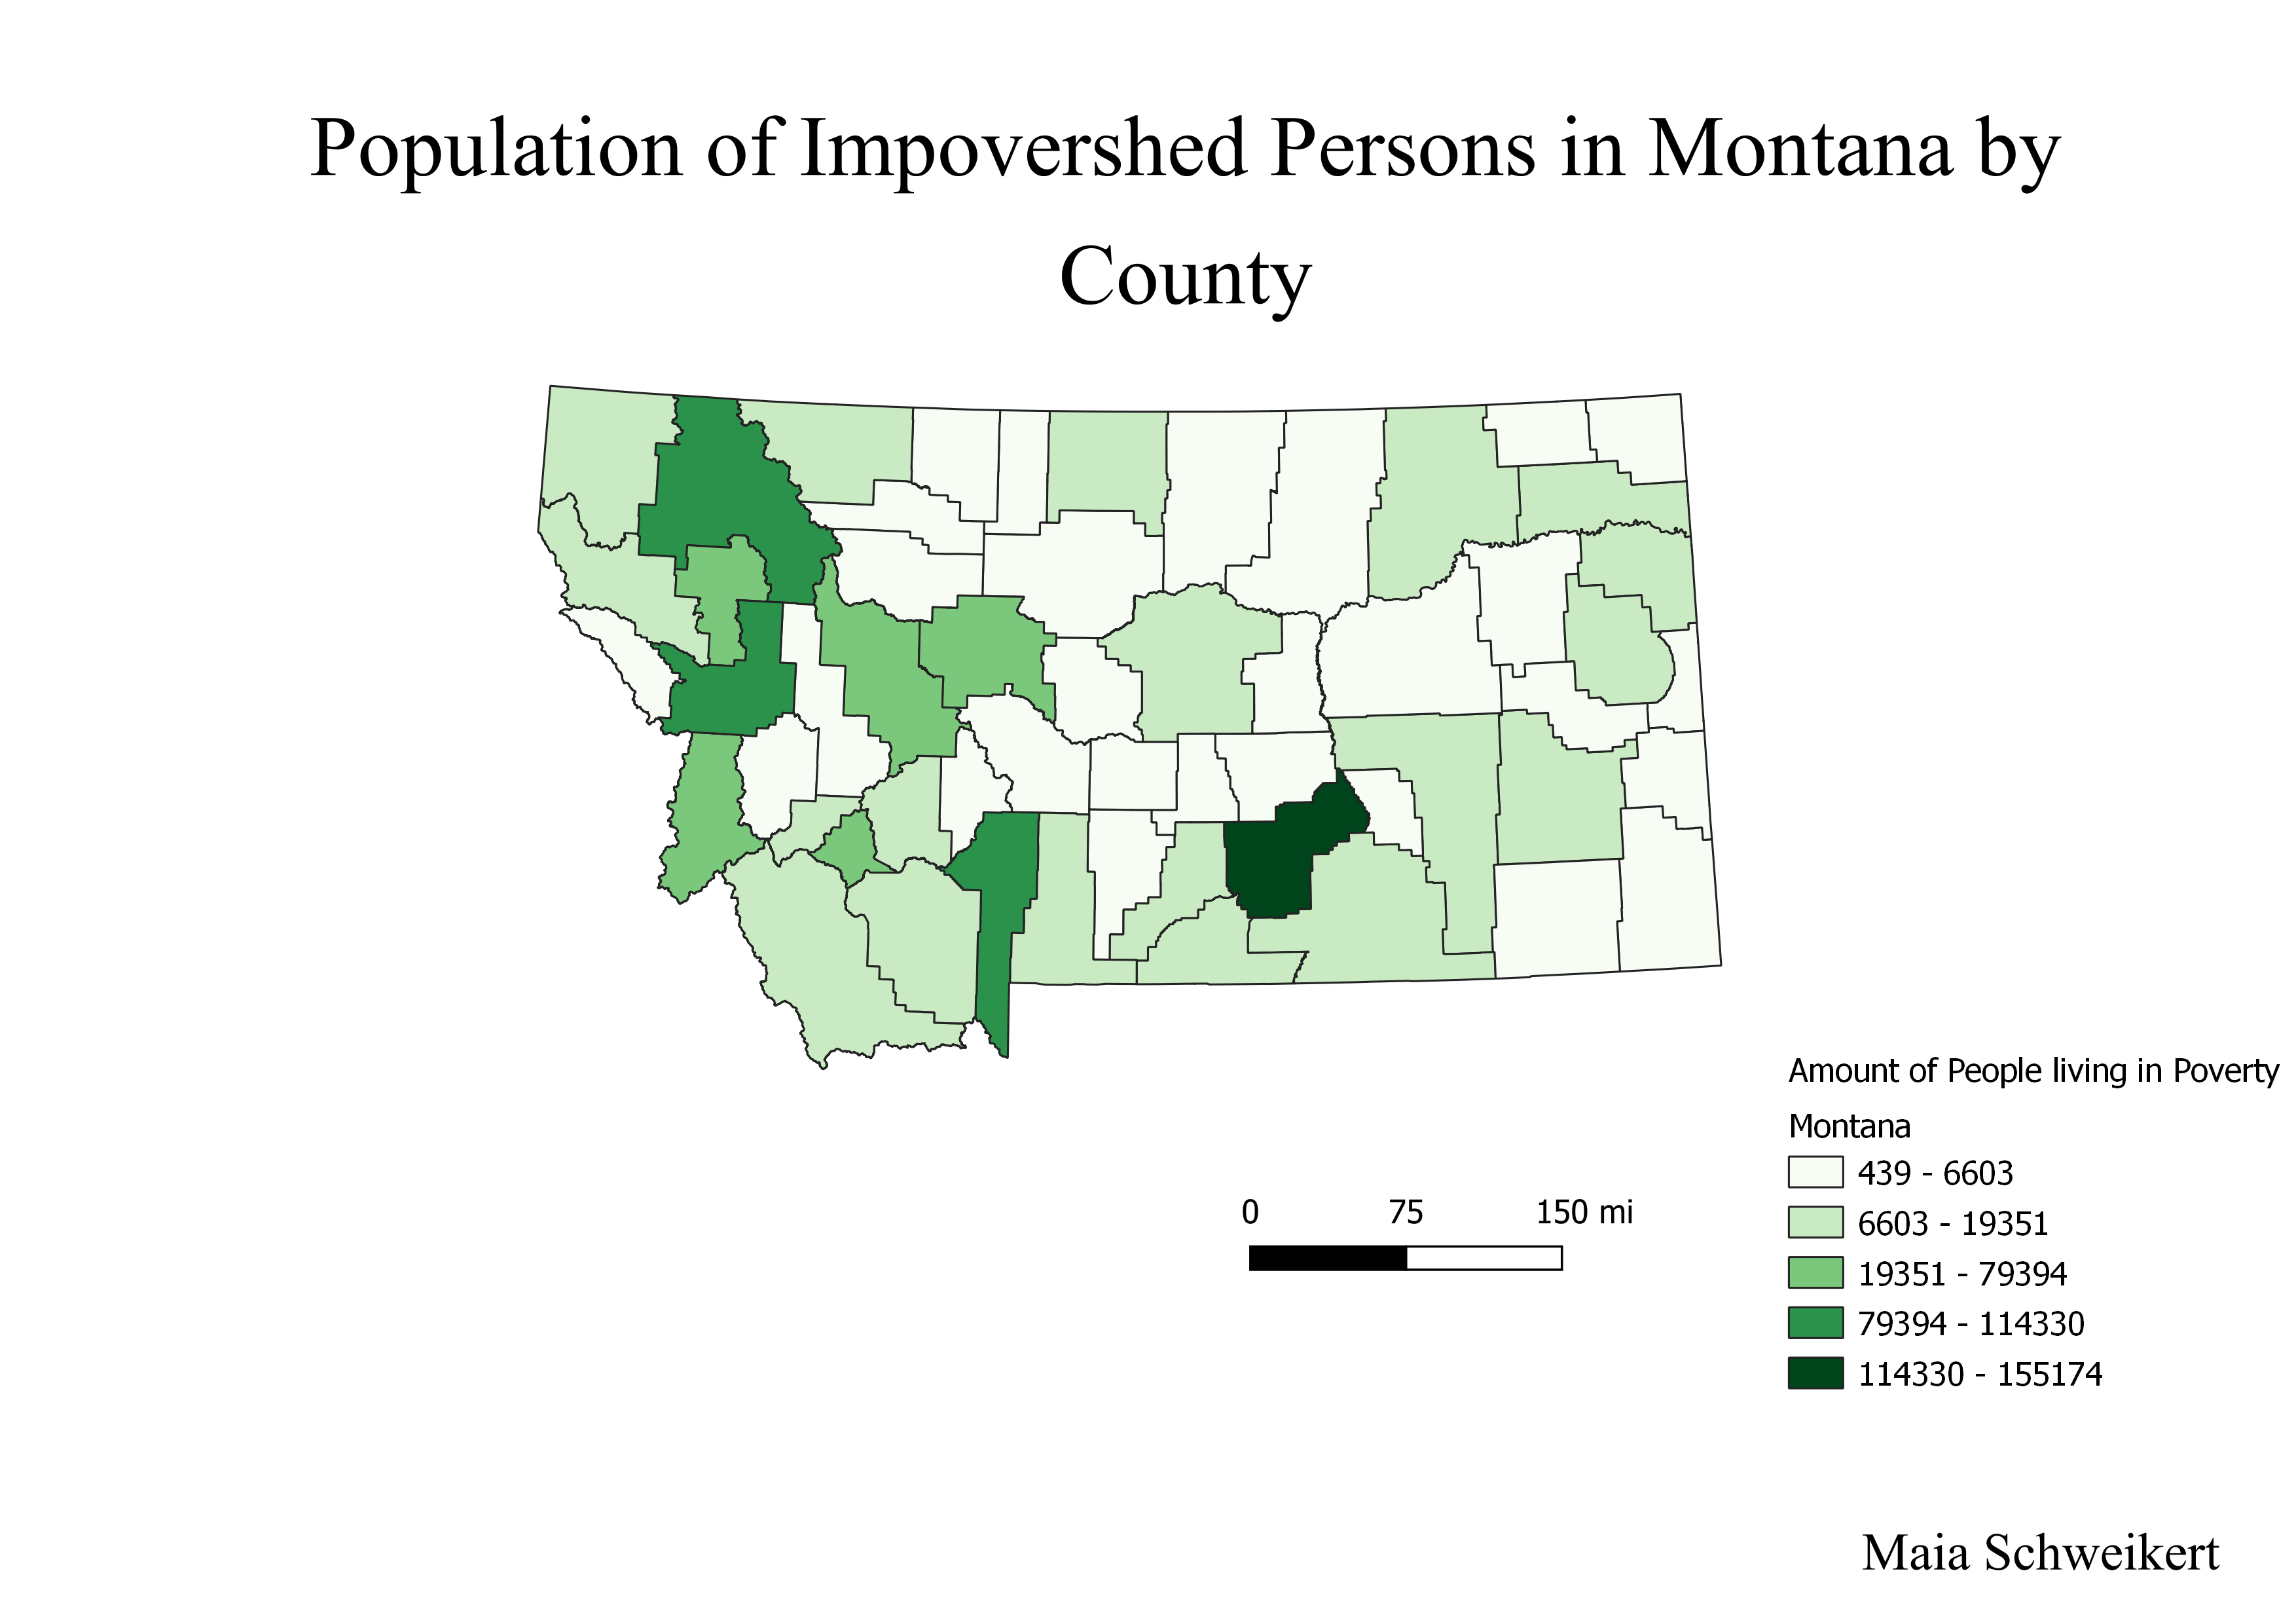 Population of Impovershed Persons in Montana by
County
Amount of People living in Poverty
Montana
439 - 6603
6603 - 19351
19351 - 79394
79394 - 114330
114330 - 155174
0 75 150 mi
Maia Schweikert